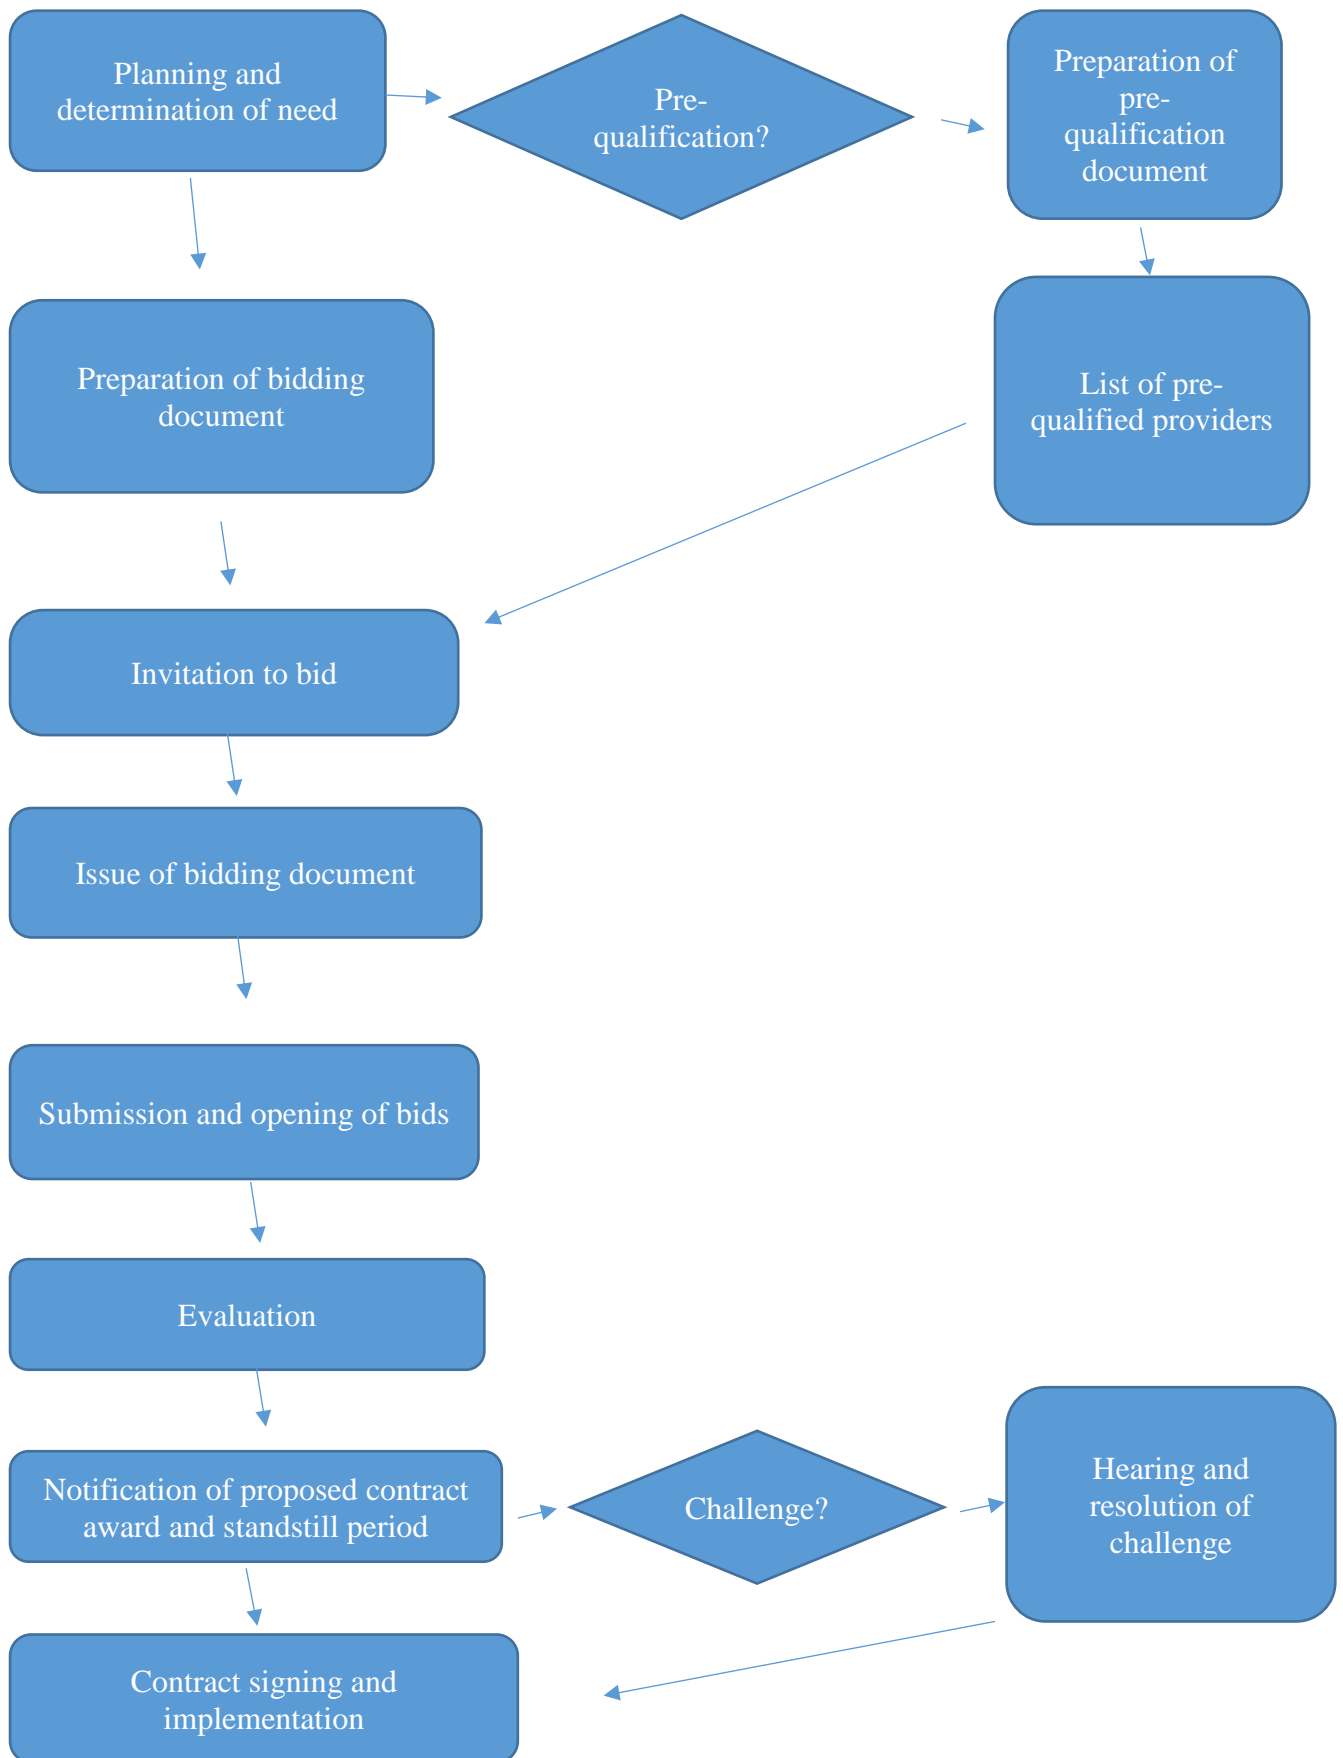 Planning and
determination of need
Pre-
qualification?
Preparation of
pre-
qualification
document
Preparation of bidding
document
List of pre-
qualified providers
Invitation to bid
Issue of bidding document
Submission and opening of bids
Evaluation
Notification of proposed contract
award and standstill period
Challenge?
Hearing and
resolution of
challenge
Contract signing and
implementation